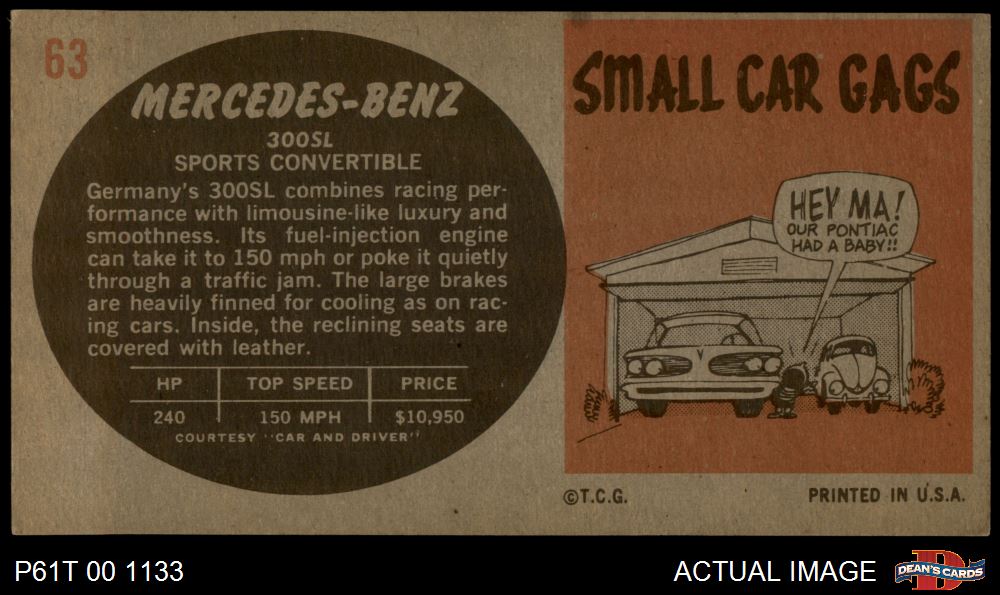 63
MERCEDES-BENZ
300SL
SPORTS CONVERTIBLE
Germany's 300SL combines racing per-
formance with limousine-like luxury and
smoothness. Its fuel-injection engine
can take it to 150 mph or poke it quietly
through a traffic jam. The large brakes
are heavily finned for cooling as on rac-
ing cars. Inside, the reclining seats are
covered with leather.
HP TOP SPEED PRICE
240 150 MPH $10,950
COURTESY "CAR AND DRIVER"
SMALL CAR GAGS
HEY MA!
OUR PONTIAC
HAD A BABY!!
©T.C.G. PRINTED IN U.S.A.
P61T 00 1133 ACTUAL IMAGE DEAN'S CARDS